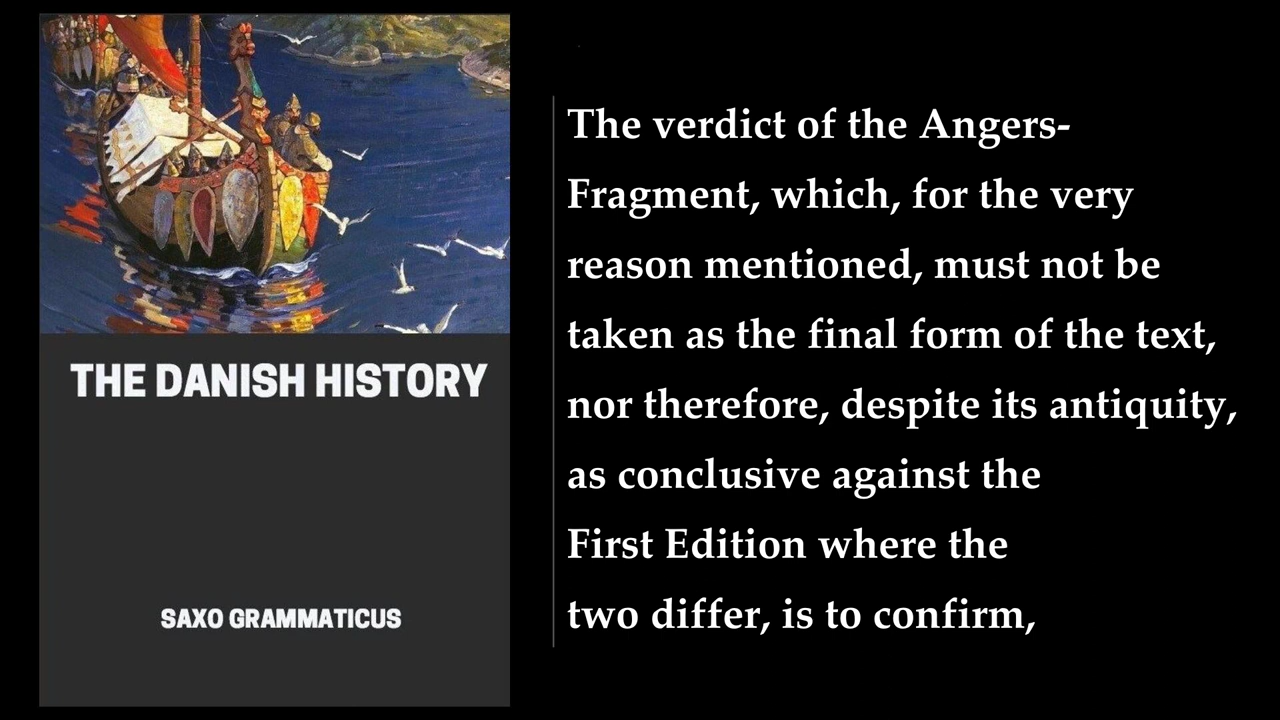 THE DANISH HISTORY
SAXO GRAMMATICUS
The verdict of the Angers-
Fragment, which, for the very
reason mentioned, must not be
taken as the final form of the text,
nor therefore, despite its antiquity,
as conclusive against the
First Edition where the
two differ, is to confirm,